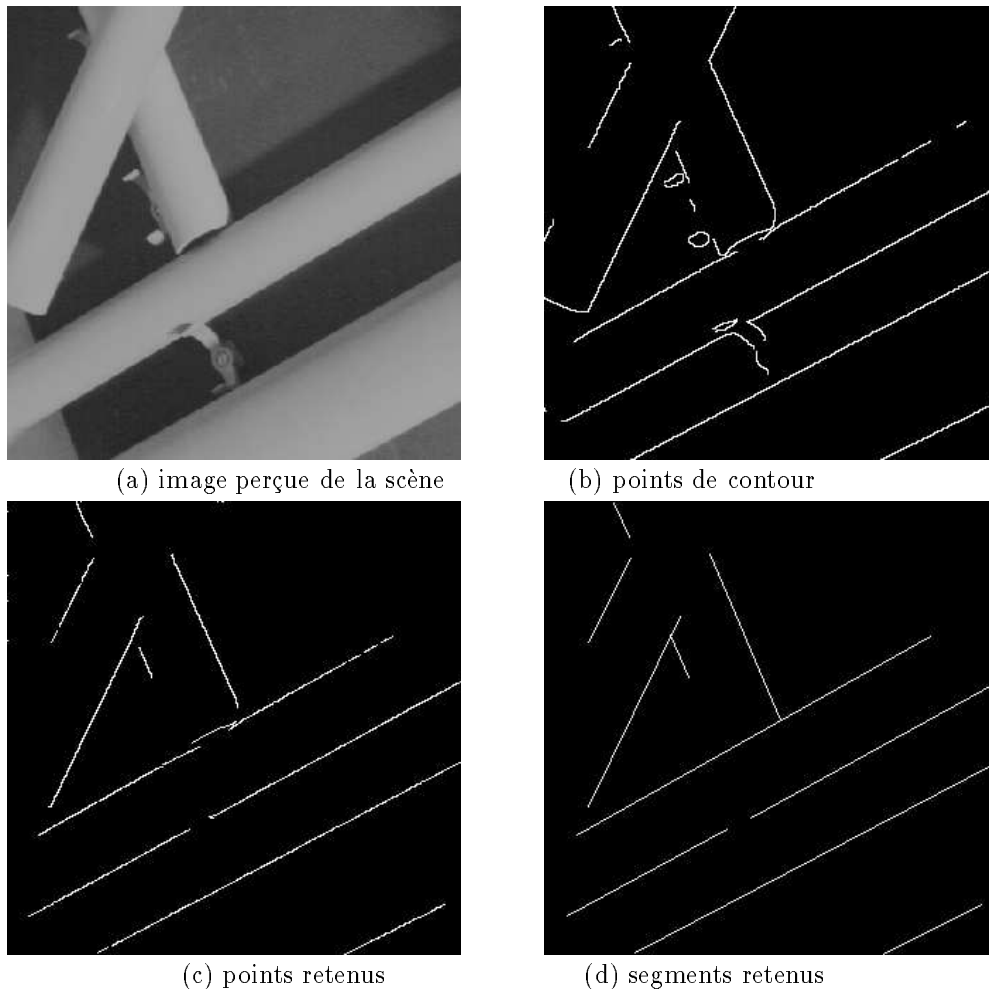 (a) image perçue de la scène
(b) points de contour
(c) points retenus
(d) segments retenus